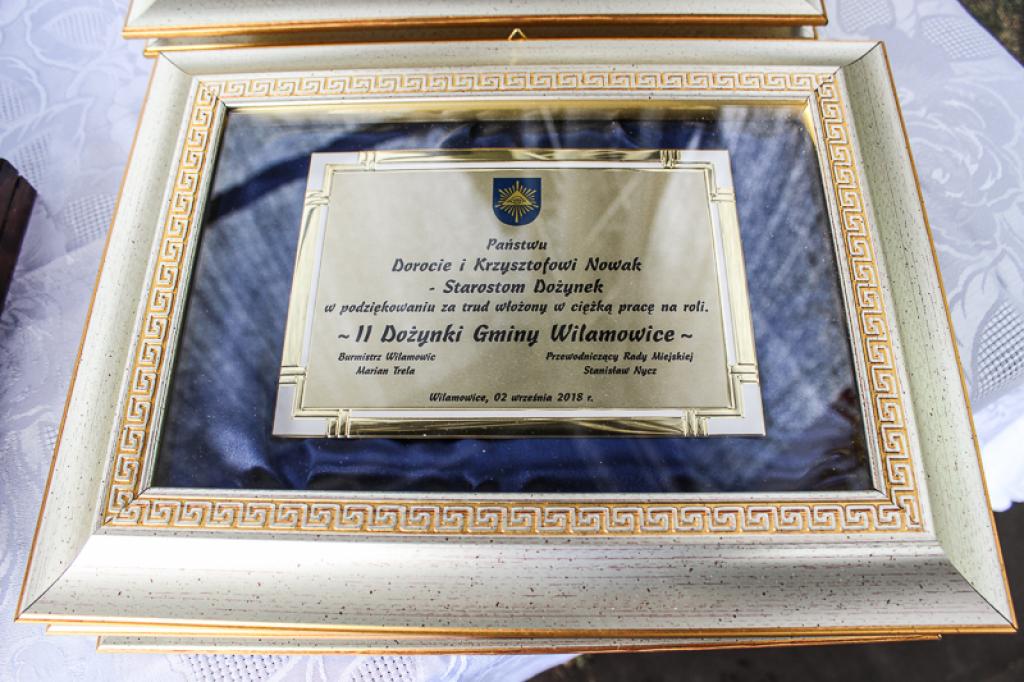 Państwu
Dorocie i Krzysztofowi Nowak
- Starostom Dożynek
w podziękowaniu za trud włożony w ciężką pracę na roli.
~ II Dożynki Gminy Wilamowice ~
Burmistrz Wilamowic Przewodniczący Rady Miejskiej
Marian Trela Stanisław Nycz
Wilamowice, 02 września 2018 r.